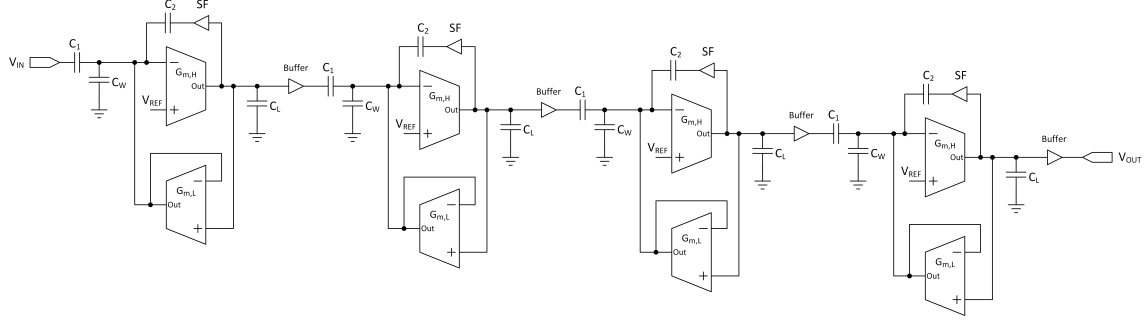 C2 SF
VIN C1 CW
Gm,H
Out
VREF
CL
Gm,L
Out
Buffer
C1 CW
C2 SF
Gm,H
Out
VREF
CL
Gm,L
Out
Buffer
C1 CW
C2 SF
Gm,H
Out
VREF
CL
Gm,L
Out
Buffer
C1 CW
C2 SF
Gm,H
Out
VREF
CL
Gm,L
Out
Buffer
VOUT